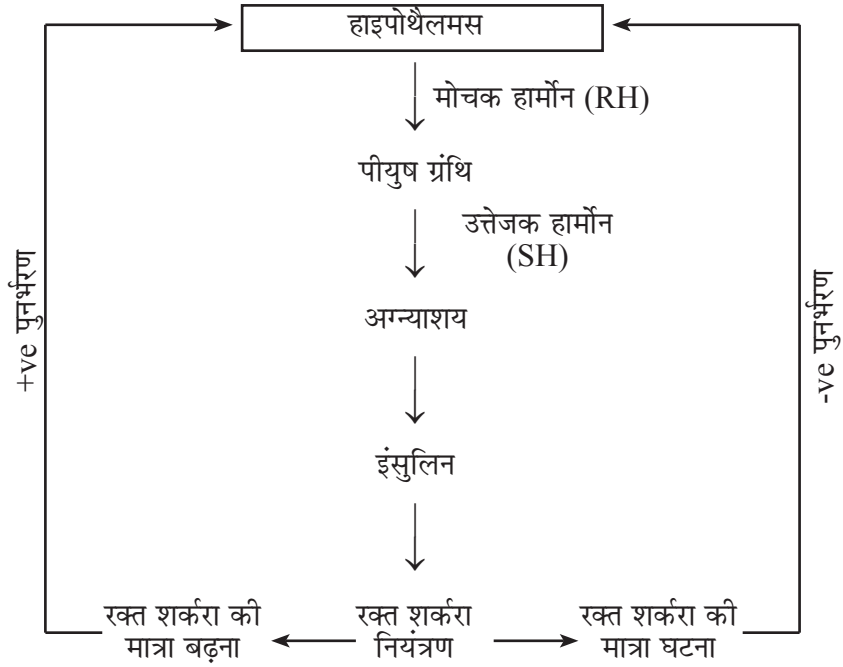 हाइपोथैलमस
मोचक हार्मोन (RH)
पीयुष ग्रंथि
उत्तेजक हार्मोन
(SH)
अग्न्याशय
इंसुलिन
+ve पुनर्भरण
-ve पुनर्भरण
रक्त शर्करा की
मात्रा बढ़ना
रक्त शर्करा
नियंत्रण
रक्त शर्करा की
मात्रा घटना